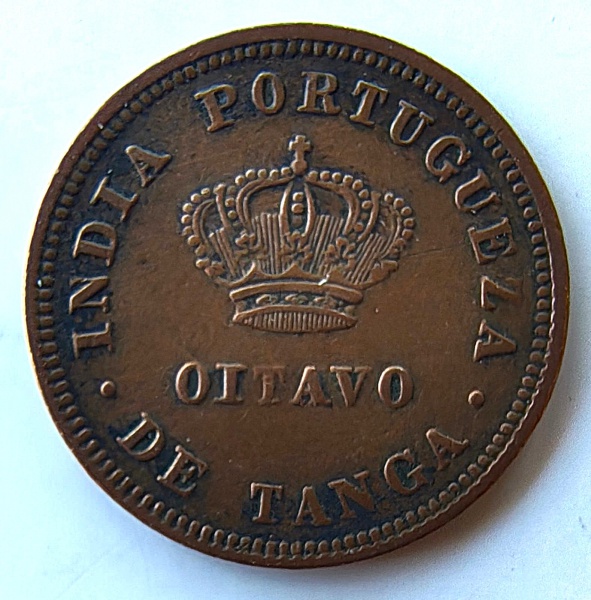 INDIA PORTUGUEZA
OITAVO
· DE TANGA ·